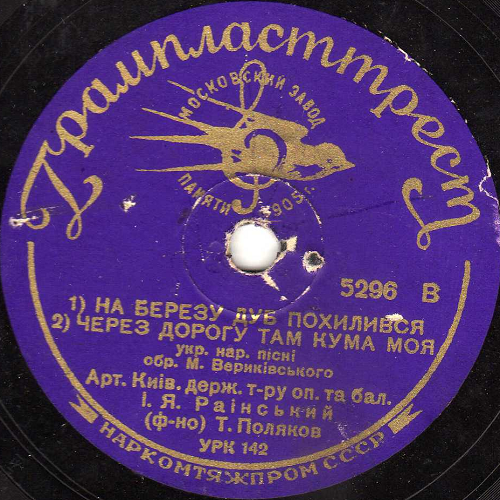 Грампласттрест
МОСКОВСКИЙ ЗАВОД
ПАМЯТИ 1905 г.
5296 В
1) НА БЕРЕЗУ ДУБ ПОХИЛИВСЯ
2) ЧЕРЕЗ ДОРОГУ ТАМ КУМА МОЯ
укр. нар. пісні
обр. М. Вериківського
Арт. Київ. держ. т-ру оп. та бал.
І. Я. Раїнський
(ф-но) Т. Поляков
УРК 142
НАРКОМТЯЖПРОМ СССР